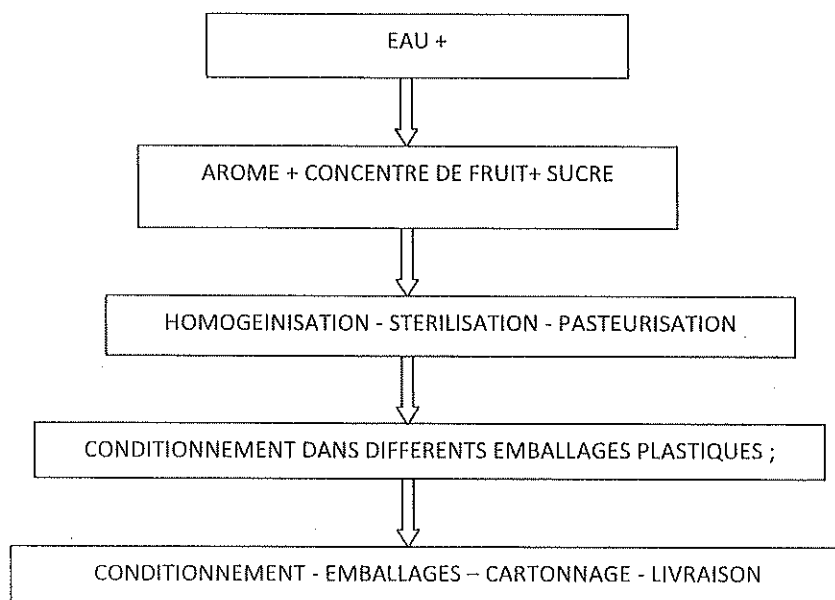 EAU +
AROME + CONCENTRE DE FRUIT+ SUCRE
HOMOGEINISATION - STERILISATION - PASTEURISATION
CONDITIONNEMENT DANS DIFFERENTS EMBALLAGES PLASTIQUES ;
CONDITIONNEMENT - EMBALLAGES – CARTONNAGE - LIVRAISON